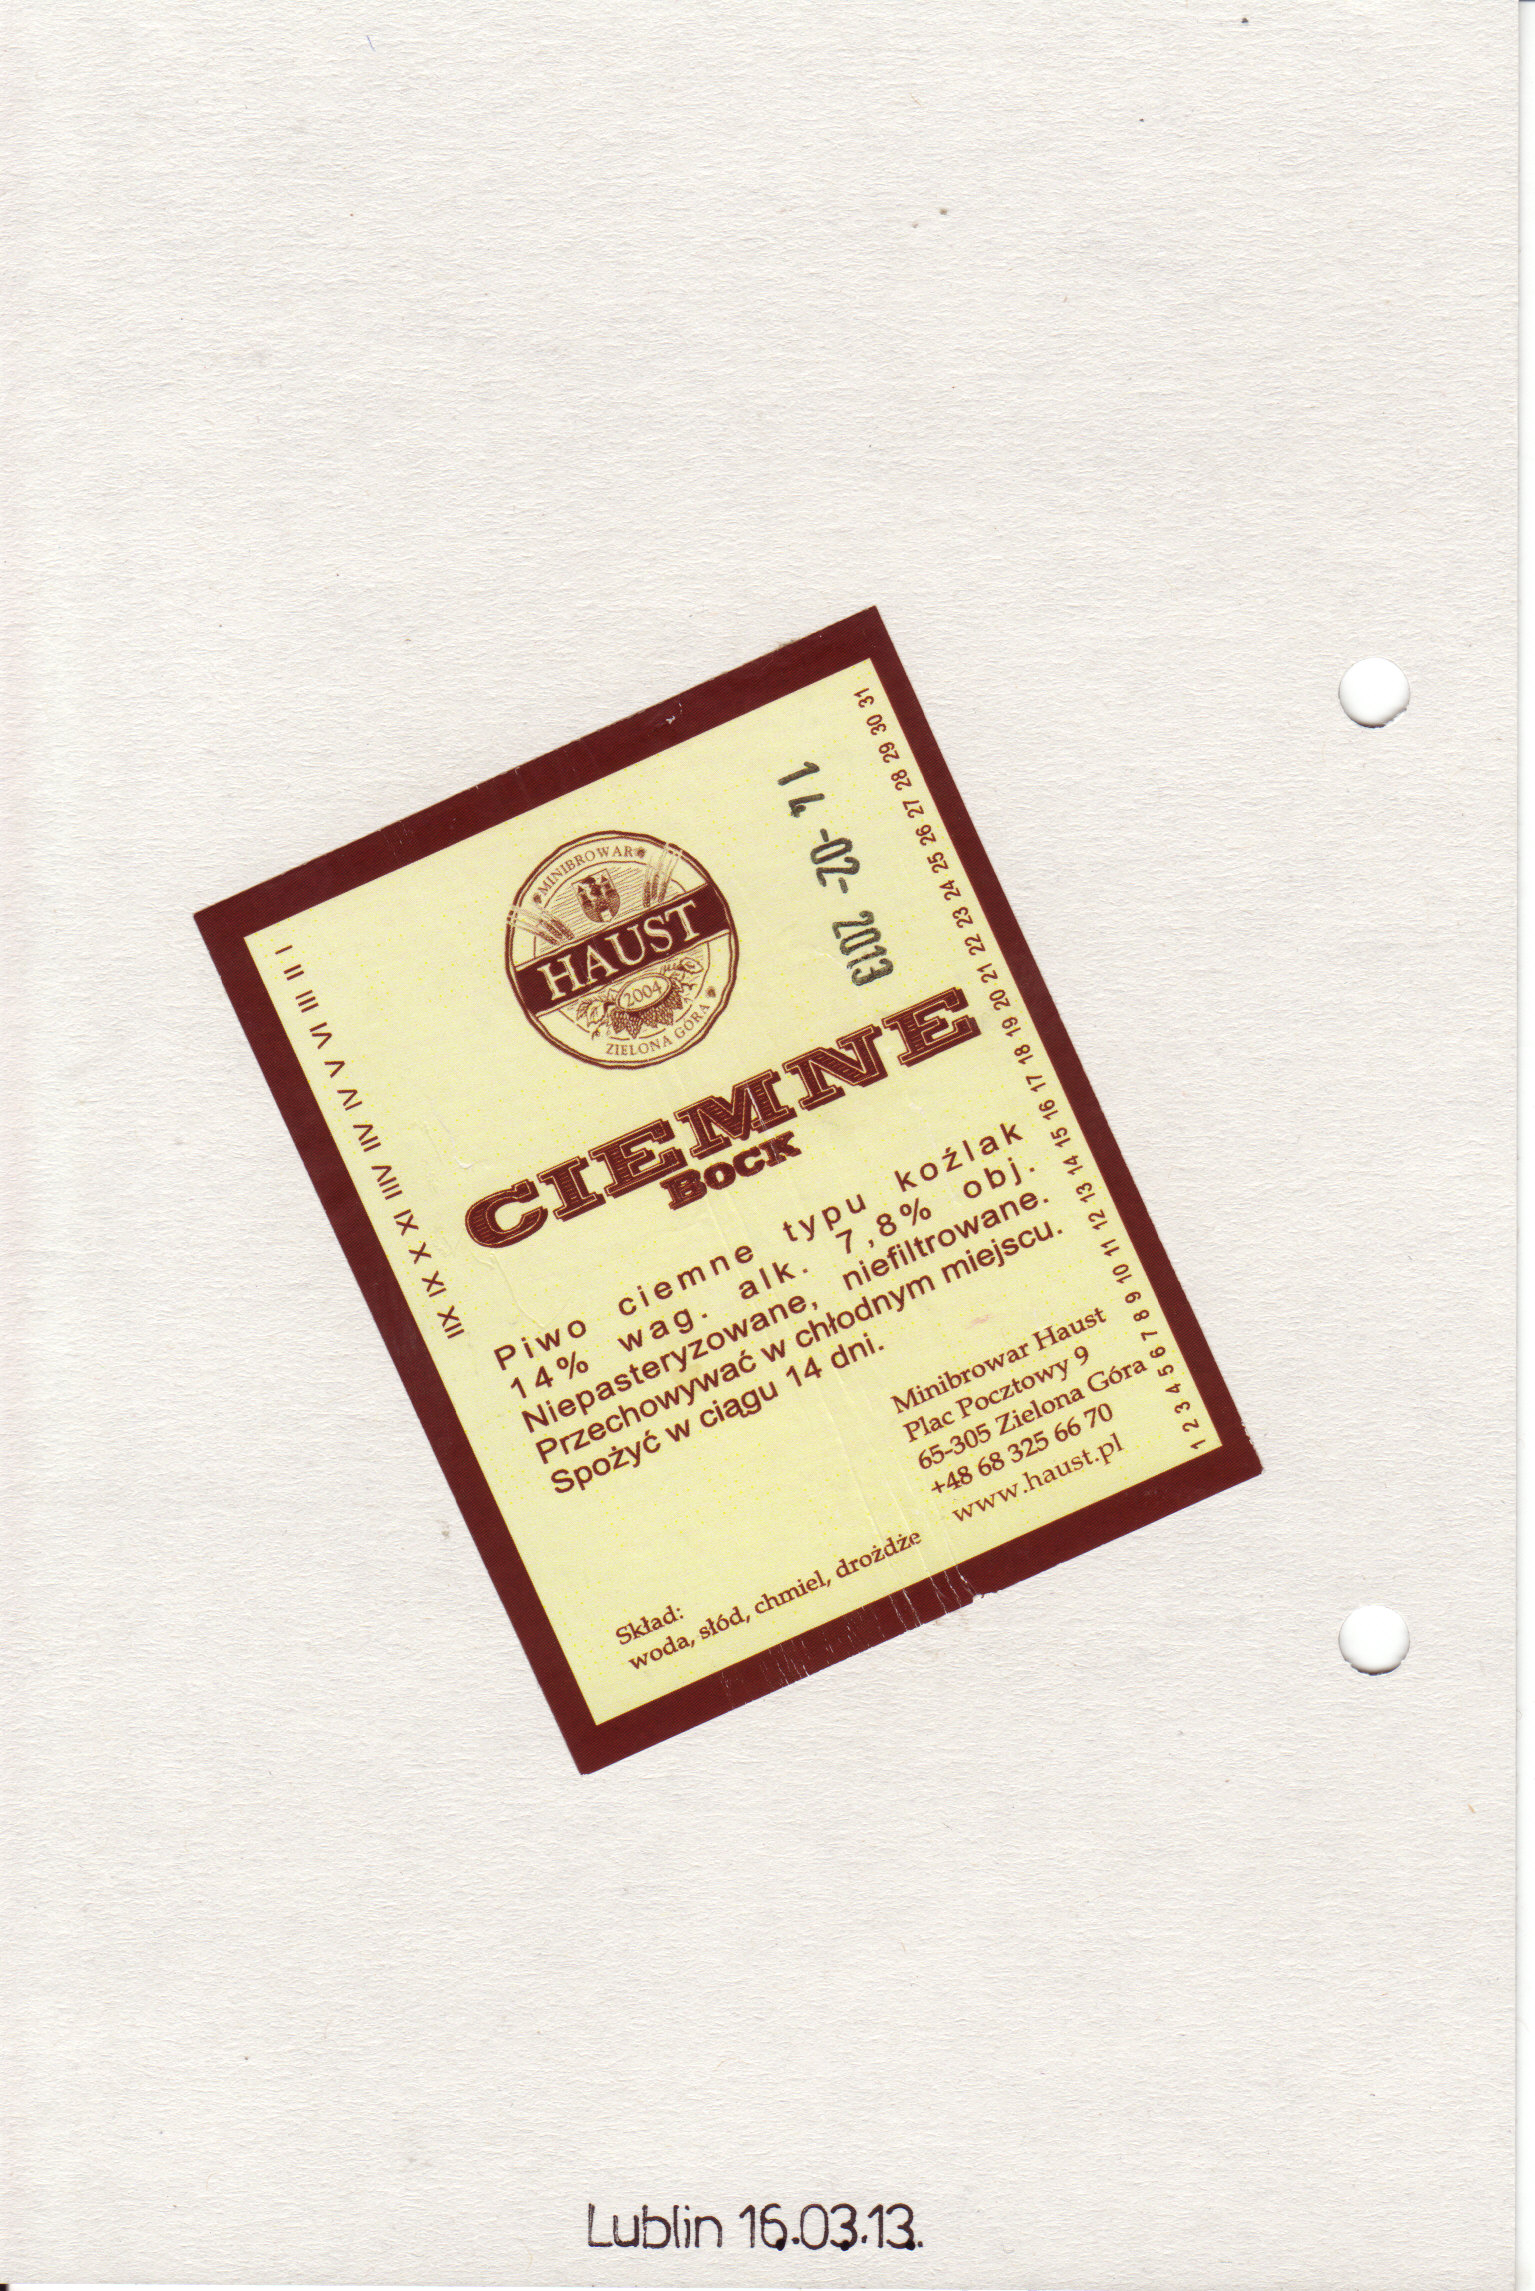 MINIBROWAR
HAUST
2004
ZIELONA GÓRA
-02- 2013
CIEMNE
BOCK
Piwo ciemne typu koźlak
14% wag. alk. 7,8% obj.
Niepasteryzowane, niefiltrowane.
Przechowywać w chłodnym miejscu.
Spożyć w ciągu 14 dni.
Minibrowar Haust
Plac Pocztowy 9
65-305 Zielona Góra
+48 68 325 66 70
www.haust.pl
Skład:
woda, słód, chmiel, drożdże
I II III IV V VI VII VIII IX X XI XII
1 2 3 4 5 6 7 8 9 10 11 12 13 14 15 16 17 18 19 20 21 22 23 24 25 26 27 28 29 30 31
Lublin 16.03.13.